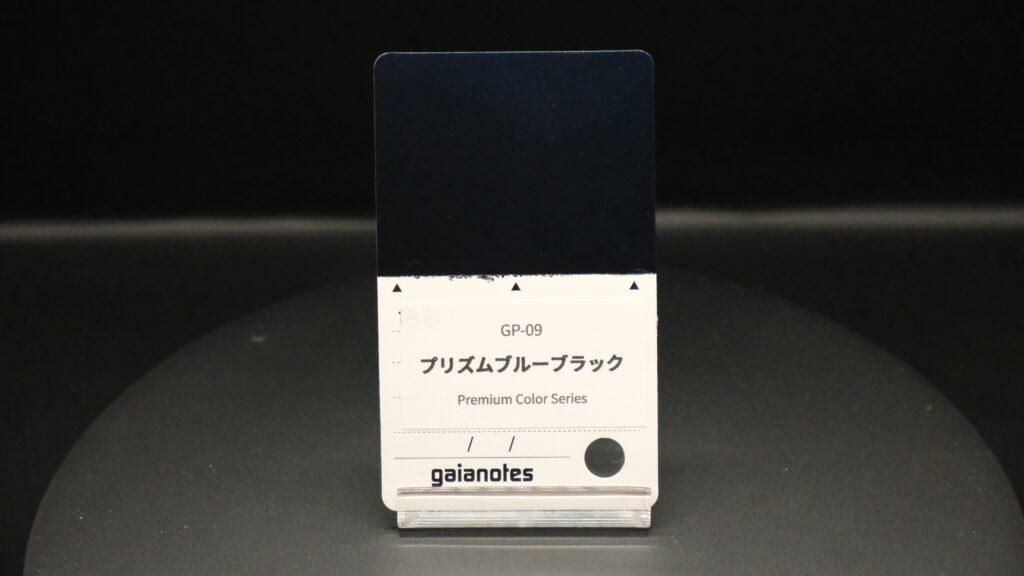 GP-09
プリズムブルーブラック
Premium Color Series
/ /
gaianotes